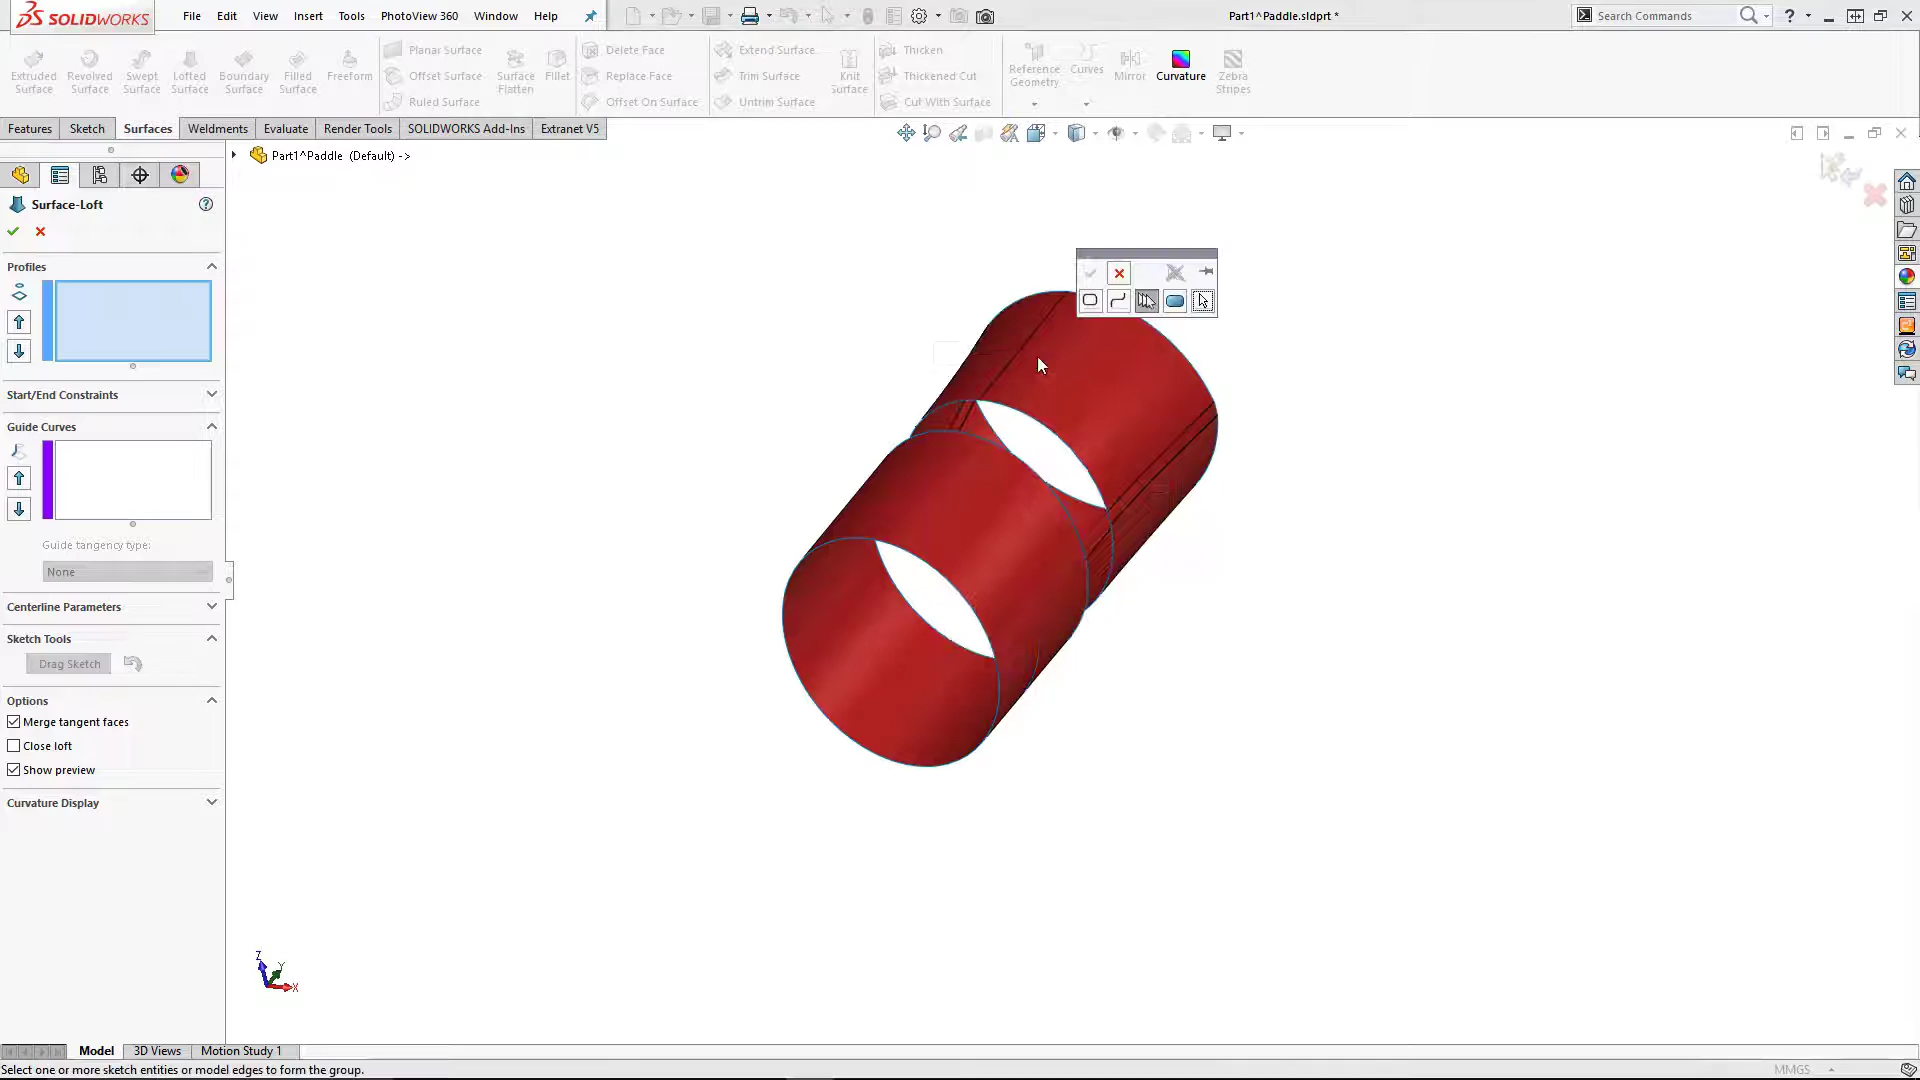 SOLIDWORKS File Edit View Insert Tools PhotoView 360 Window Help Part1^Paddle.sldprt * Search Commands ?
Extruded Surface
Revolved Surface
Swept Surface
Lofted Surface
Boundary Surface
Filled Surface
Freeform
Planar Surface
Offset Surface
Ruled Surface
Surface Flatten
Fillet
Delete Face
Replace Face
Offset On Surface
Extend Surface
Trim Surface
Untrim Surface
Knit Surface
Thicken
Thickened Cut
Cut With Surface
Reference Geometry
Curves
Mirror
Curvature
Zebra Stripes
Features Sketch Surfaces Weldments Evaluate Render Tools SOLIDWORKS Add-Ins Extranet V5
Part1^Paddle (Default) ->
Surface-Loft ?
Profiles
Start/End Constraints
Guide Curves
Guide tangency type:
None
Centerline Parameters
Sketch Tools
Drag Sketch
Options
Merge tangent faces
Close loft
Show preview
Curvature Display
Z
Y
X
Model 3D Views Motion Study 1
Select one or more sketch entities or model edges to form the group. MMGS